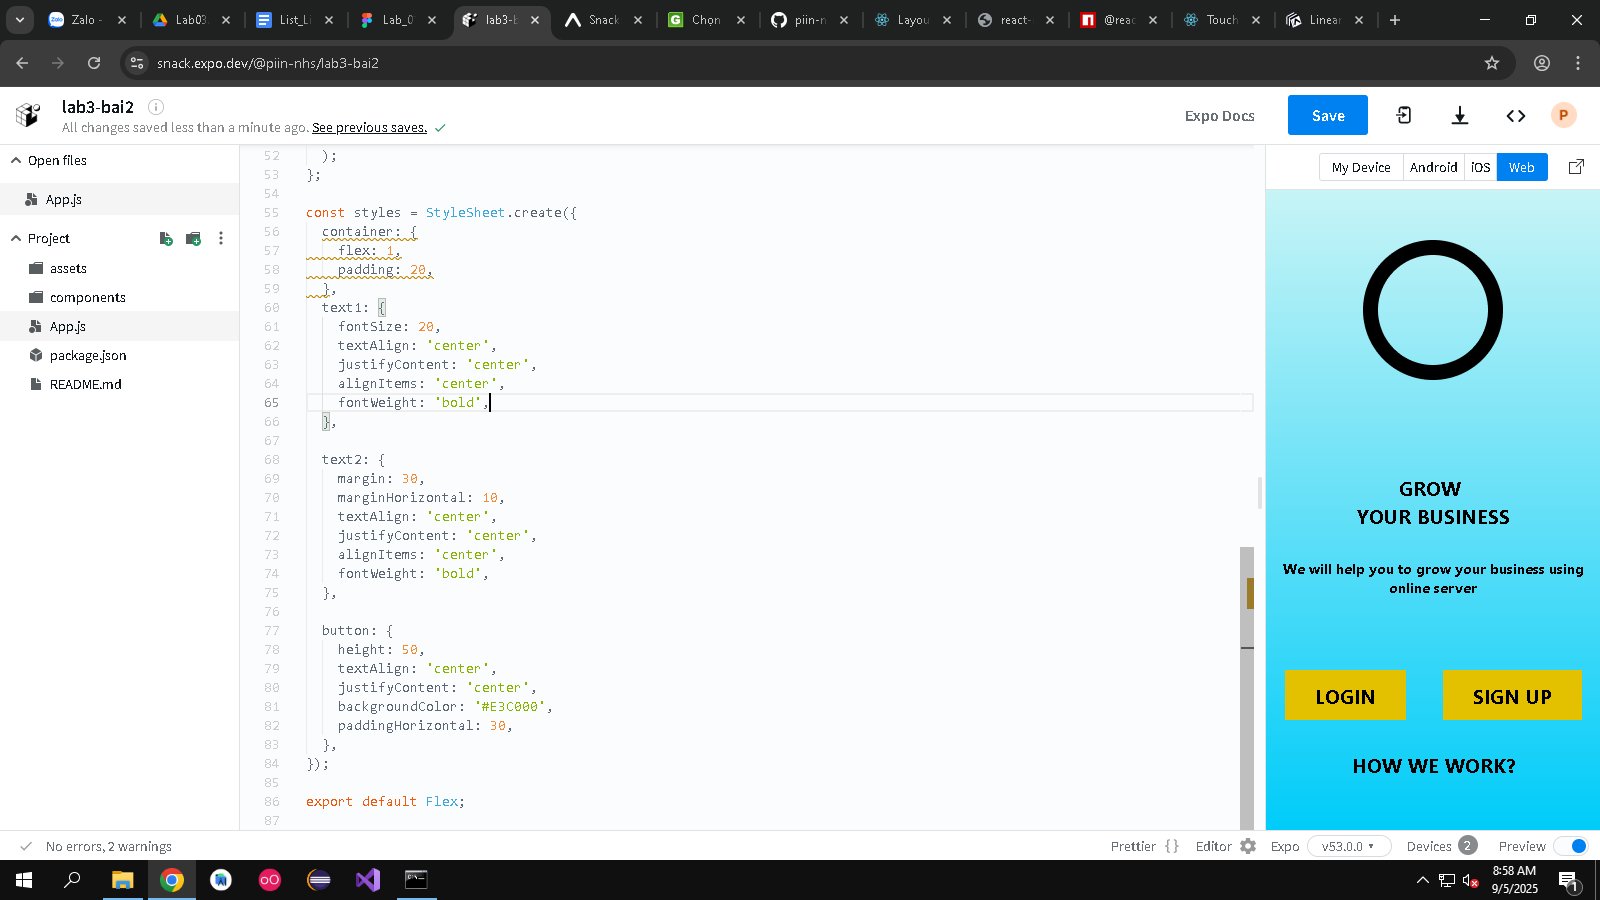 Zalo -
Lab03
List_Li
Lab_0
lab3-b
Snack
Chọn
piin-n
Layou
react-
@reac
Touch
Linear
snack.expo.dev/@piin-nhs/lab3-bai2
lab3-bai2
All changes saved less than a minute ago. See previous saves.
Expo Docs
Save
P
Open files
App.js
Project
assets
components
App.js
package.json
README.md
52 );
53 };
54
55 const styles = StyleSheet.create({
56 container: {
57 flex: 1,
58 padding: 20,
59 },
60 text1: {
61 fontSize: 20,
62 textAlign: 'center',
63 justifyContent: 'center',
64 alignItems: 'center',
65 fontWeight: 'bold',
66 },
67
68 text2: {
69 margin: 30,
70 marginHorizontal: 10,
71 textAlign: 'center',
72 justifyContent: 'center',
73 alignItems: 'center',
74 fontWeight: 'bold',
75 },
76
77 button: {
78 height: 50,
79 textAlign: 'center',
80 justifyContent: 'center',
81 backgroundColor: '#E3C000',
82 paddingHorizontal: 30,
83 },
84 });
85
86 export default Flex;
87
My Device Android iOS Web
GROW
YOUR BUSINESS
We will help you to grow your business using
online server
LOGIN
SIGN UP
HOW WE WORK?
No errors, 2 warnings
Prettier { } Editor Expo v53.0.0 Devices 2 Preview
8:58 AM
9/5/2025
1